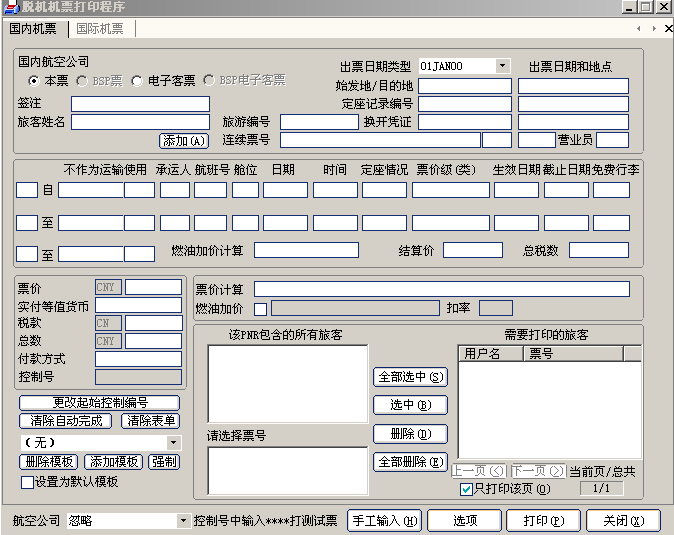 脱机机票打印程序
国内机票 国际机票
国内航空公司
本票 BSP票 电子客票 BSP电子客票
出票日期类型 01JAN00 出票日期和地点
始发地/目的地
签注 定座记录编号
旅客姓名 旅游编号 换开凭证
添加(A) 连续票号 营业员
不作为运输使用 承运人 航班号 舱位 日期 时间 定座情况 票价级(类) 生效日期 截止日期 免费行李
自
至
至 燃油加价计算 结算价 总税数
票价 CNY
实付等值货币
税款 CN
总数 CNY
付款方式
控制号
票价计算
燃油加价 扣率
更改起始控制编号
清除自动完成 清除表单
(无)
删除模板 添加模板 强制
设置为默认模板
该PNR包含的所有旅客
请选择票号
全部选中(S)
选中(B)
删除(D)
全部删除(E)
需要打印的旅客
用户名 票号
上一页(<) 下一页(>) 当前页/总共
只打印该页(O) 1/1
航空公司 忽略 控制号中输入****打测试票 手工输入(H) 选项 打印(P) 关闭(X)